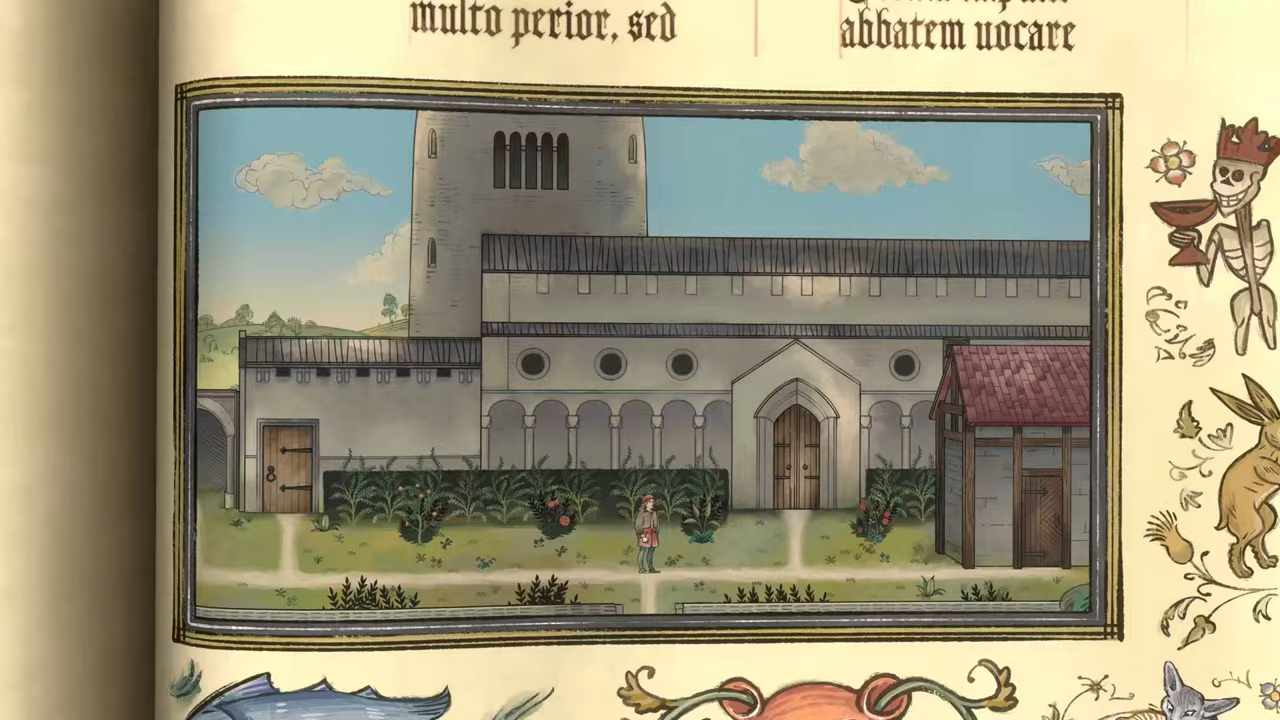 multo perior, sed
abbatem uocare